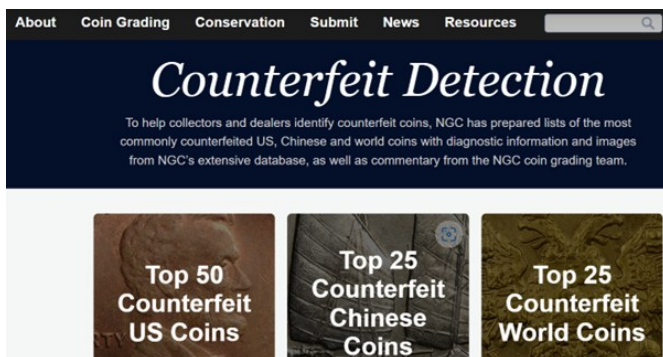 About Coin Grading Conservation Submit News Resources
Counterfeit Detection
To help collectors and dealers identify counterfeit coins, NGC has prepared lists of the most
commonly counterfeited US, Chinese and world coins with diagnostic information and images
from NGC's extensive database, as well as commentary from the NGC coin grading team.
Top 50
Counterfeit
US Coins
Top 25
Counterfeit
Chinese
Coins
Top 25
Counterfeit
World Coins